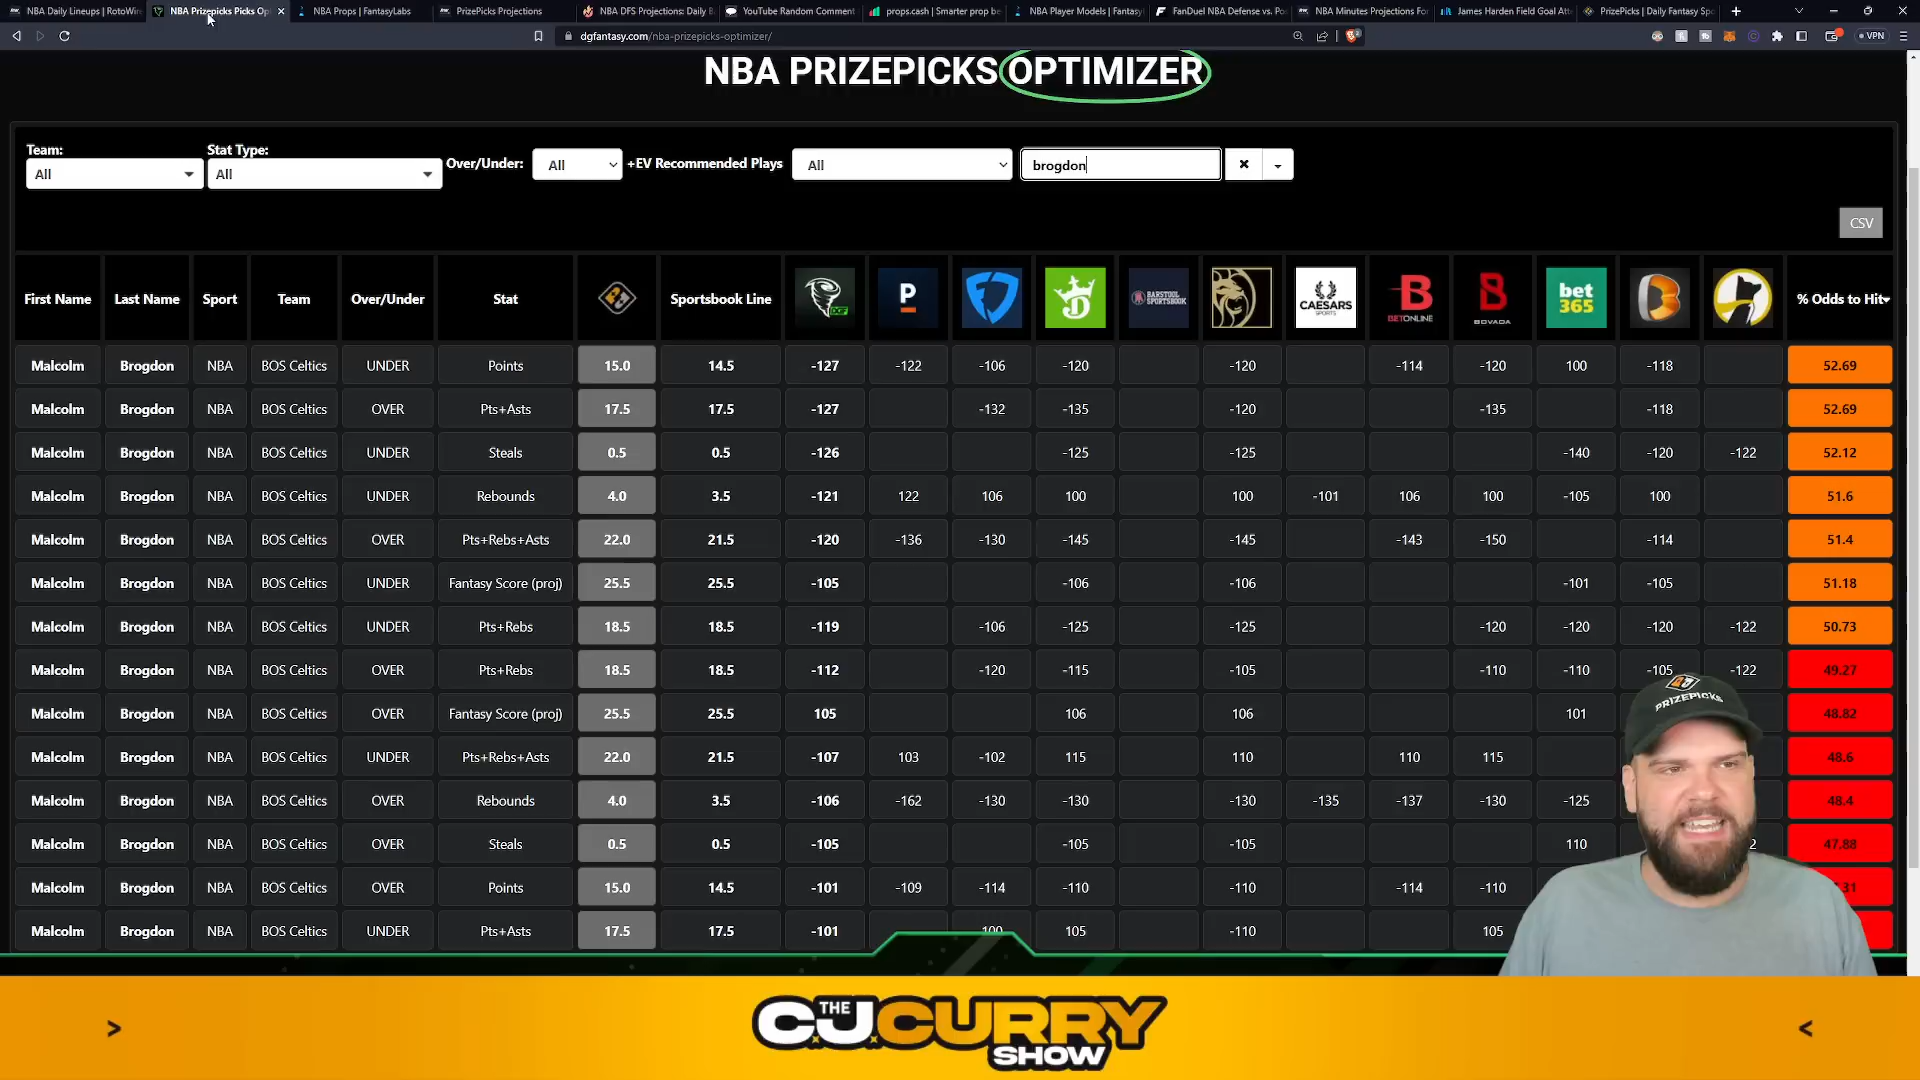 NBA Daily Lineups | RotoWir
NBA Prizepicks Picks Op
NBA Props | FantasyLabs
PrizePicks Projections
NBA DFS Projections: Daily
YouTube Random Comment
props.cash | Smarter prop be
NBA Player Models | Fantasy
FanDuel NBA Defense vs. Po
NBA Minutes Projections For
James Harden Field Goal Att
PrizePicks | Daily Fantasy Sp
dgfantasy.com/nba-prizepicks-optimizer/
VPN
NBA PRIZEPICKS OPTIMIZER
Team: Stat Type: Over/Under: +EV Recommended Plays
All All All All brogdon
CSV
First Name Last Name Sport Team Over/Under Stat Sportsbook Line DGF P BARSTOOL SPORTSBOOK CAESARS SPORTS BETONLINE BOVADA bet365 % Odds to Hit
Malcolm Brogdon NBA BOS Celtics UNDER Points 15.0 14.5 -127 -122 -106 -120 -120 -114 -120 100 -118 52.69
Malcolm Brogdon NBA BOS Celtics OVER Pts+Asts 17.5 17.5 -127 -132 -135 -120 -135 -118 52.69
Malcolm Brogdon NBA BOS Celtics UNDER Steals 0.5 0.5 -126 -125 -125 -140 -120 -122 52.12
Malcolm Brogdon NBA BOS Celtics UNDER Rebounds 4.0 3.5 -121 122 106 100 100 -101 106 100 -105 100 51.6
Malcolm Brogdon NBA BOS Celtics OVER Pts+Rebs+Asts 22.0 21.5 -120 -136 -130 -145 -145 -143 -150 -114 51.4
Malcolm Brogdon NBA BOS Celtics UNDER Fantasy Score (proj) 25.5 25.5 -105 -106 -106 -101 -105 51.18
Malcolm Brogdon NBA BOS Celtics UNDER Pts+Rebs 18.5 18.5 -119 -106 -125 -125 -120 -120 -120 -122 50.73
Malcolm Brogdon NBA BOS Celtics OVER Pts+Rebs 18.5 18.5 -112 -120 -115 -105 -110 -110 -105 -122 49.27
Malcolm Brogdon NBA BOS Celtics OVER Fantasy Score (proj) 25.5 25.5 105 106 106 101 48.82
Malcolm Brogdon NBA BOS Celtics UNDER Pts+Rebs+Asts 22.0 21.5 -107 103 -102 115 110 110 115 48.6
Malcolm Brogdon NBA BOS Celtics OVER Rebounds 4.0 3.5 -106 -162 -130 -130 -130 -135 -137 -130 -125 48.4
Malcolm Brogdon NBA BOS Celtics OVER Steals 0.5 0.5 -105 -105 -105 110 2 47.88
Malcolm Brogdon NBA BOS Celtics OVER Points 15.0 14.5 -101 -109 -114 -110 -110 -114 -110 .31
Malcolm Brogdon NBA BOS Celtics UNDER Pts+Asts 17.5 17.5 -101 100 105 -110 105
PRIZEPICKS
> THE CJ CURRY <
SHOW